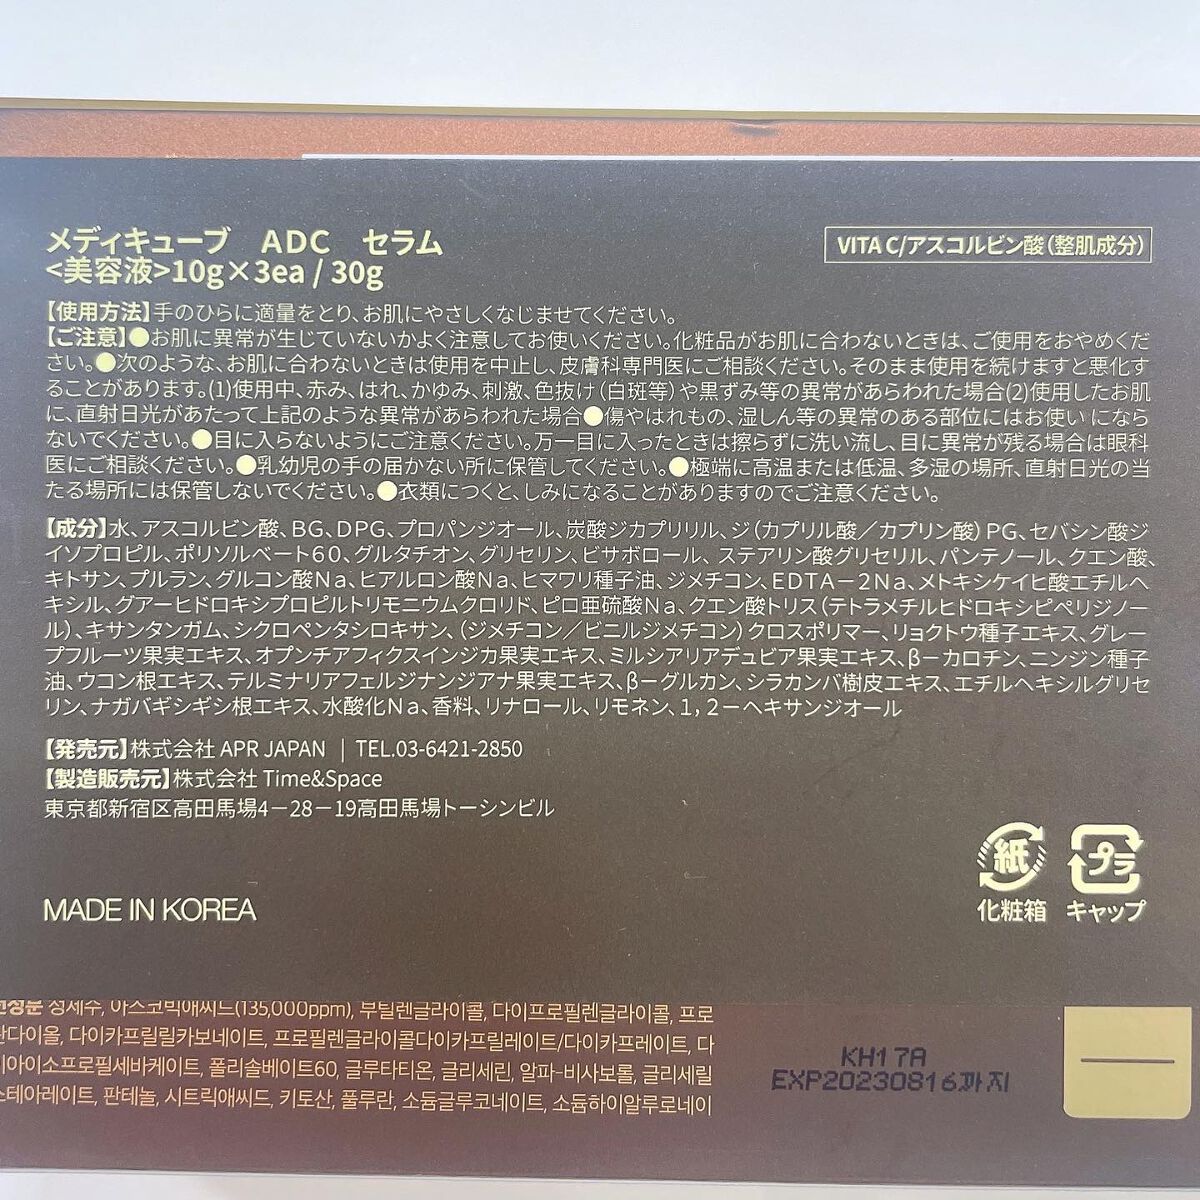 メディキューブ ADC セラム
<美容液>10g×3ea / 30g
VITA C/アスコルビン酸（整肌成分）
【使用方法】手のひらに適量をとり、お肌にやさしくなじませてください。
【ご注意】●お肌に異常が生じていないかよく注意してお使いください。化粧品がお肌に合わないときは、ご使用をおやめくだ
さい。●次のような、お肌に合わないときは使用を中止し、皮膚科専門医にご相談ください。そのまま使用を続けますと悪化す
ることがあります。(1)使用中、赤み、はれ、かゆみ、刺激、色抜け（白斑等）や黒ずみ等の異常があらわれた場合(2)使用したお肌
に、直射日光があたって上記のような異常があらわれた場合●傷やはれもの、湿しん等の異常のある部位にはお使いになら
ないでください。●目に入らないようにご注意ください。万一目に入ったときは擦らずに洗い流し、目に異常が残る場合は眼科
医にご相談ください。●乳幼児の手の届かない所に保管してください。●極端に高温または低温、多湿の場所、直射日光の当
たる場所には保管しないでください。●衣類につくと、しみになることがありますのでご注意ください。
【成分】水、アスコルビン酸、BG、DPG、プロパンジオール、炭酸ジカプリリル、ジ（カプリル酸／カプリン酸）PG、セバシン酸ジ
イソプロピル、ポリソルベート60、グルタチオン、グリセリン、ビサボロール、ステアリン酸グリセリル、パンテノール、クエン酸、
キトサン、プルラン、グルコン酸Na、ヒアルロン酸Na、ヒマワリ種子油、ジメチコン、EDTA－2Na、メトキシケイヒ酸エチルヘ
キシル、グアーヒドロキシプロピルトリモニウムクロリド、ピロ亜硫酸Na、クエン酸トリス（テトラメチルヒドロキシピペリジノー
ル）、キサンタンガム、シクロペンタシロキサン、（ジメチコン／ビニルジメチコン）クロスポリマー、リョクトウ種子エキス、グレー
プフルーツ果実エキス、オプンチアフィクスインジカ果実エキス、ミルシアリアデュビア果実エキス、β－カロチン、ニンジン種子
油、ウコン根エキス、テルミナリアフェルジナンジアナ果実エキス、β－グルカン、シラカンバ樹皮エキス、エチルヘキシルグリセ
リン、ナガバギシギシ根エキス、水酸化Na、香料、リナロール、リモネン、1，2－ヘキサンジオール
【発売元】株式会社 APR JAPAN ｜ TEL.03-6421-2850
【製造販売元】株式会社 Time&Space
東京都新宿区高田馬場4－28－19高田馬場トーシンビル
紙
プラ
化粧箱 キャップ
MADE IN KOREA
전성분 정제수, 아스코빅애씨드(135,000ppm), 부틸렌글라이콜, 다이프로필렌글라이콜, 프로
판다이올, 다이카프릴릴카보네이트, 프로필렌글라이콜다이카프릴레이트/다이카프레이트, 다
이아이소프로필세바케이트, 폴리솔베이트60, 글루타티온, 글리세린, 알파-비사보롤, 글리세릴
스테아레이트, 판테놀, 시트릭애씨드, 키토산, 풀루란, 소듐글루코네이트, 소듐하이알루로네이
KH17A
EXP20230816까지